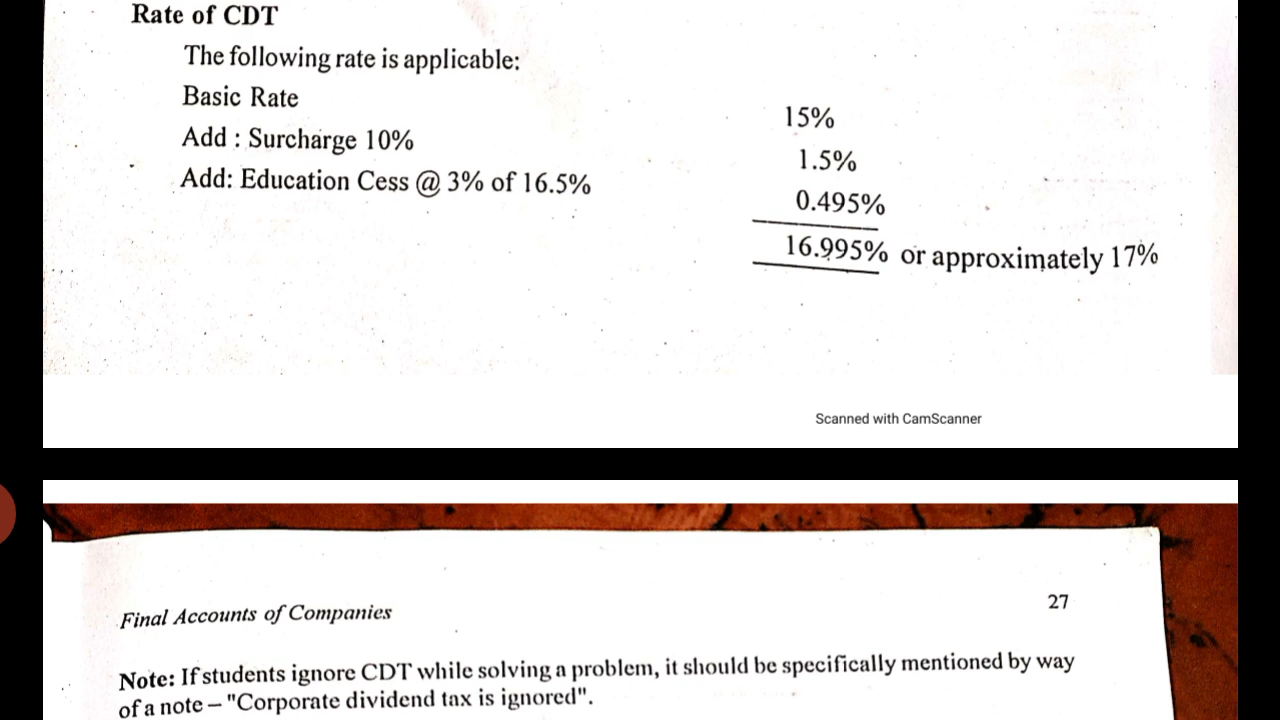 Rate of CDT
The following rate is applicable:
Basic Rate 15%
Add : Surcharge 10% 1.5%
Add: Education Cess @ 3% of 16.5% 0.495%
16.995% or approximately 17%
Scanned with CamScanner
Final Accounts of Companies 27
Note: If students ignore CDT while solving a problem, it should be specifically mentioned by way
of a note – "Corporate dividend tax is ignored".